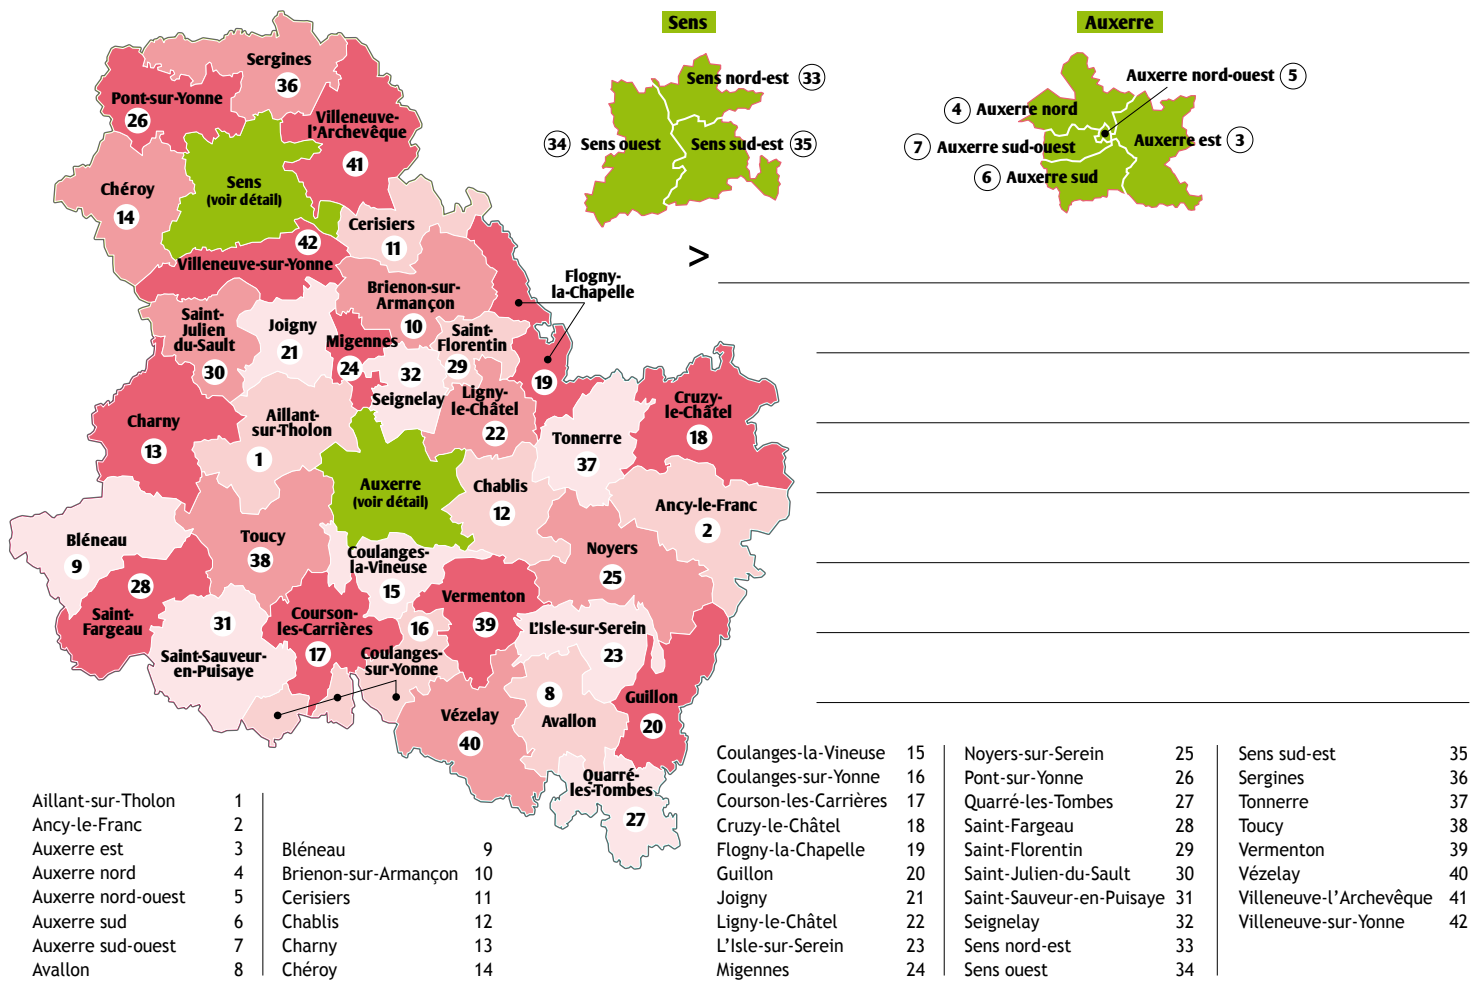 Sens
Auxerre
Sergines
36
Pont-sur-Yonne
26
Villeneuve-
l'Archevêque
41
Sens
(voir détail)
Chéroy
14
Cerisiers
11
42
Villeneuve-sur-Yonne
Brienon-sur-
Armançon
10
Flogny-
la-Chapelle
19
Saint-
Julien
du-Sault
30
Joigny
21
Migennes
24
Saint-
Florentin
29
32
Seignelay
Ligny-
le-Châtel
22
Cruzy-
le-Châtel
18
Charny
13
Aillant-
sur-Tholon
1
Tonnerre
37
Auxerre
(voir détail)
Chablis
12
Ancy-le-Franc
2
Bléneau
9
Toucy
38
Coulanges-
la-Vineuse
15
Noyers
25
28
Saint-
Fargeau
31
Saint-Sauveur-
en-Puisaye
Courson-
les-Carrières
17
16
Coulanges-
sur-Yonne
Vermenton
39
L'Isle-sur-Serein
23
8
Avallon
Guillon
20
Vézelay
40
Quarré-
les-Tombes
27
Sens nord-est 33
34 Sens ouest
Sens sud-est 35
Auxerre nord-ouest 5
4 Auxerre nord
7 Auxerre sud-ouest
Auxerre est 3
6 Auxerre sud
>
Aillant-sur-Tholon 1
Ancy-le-Franc 2
Auxerre est 3
Auxerre nord 4
Auxerre nord-ouest 5
Auxerre sud 6
Auxerre sud-ouest 7
Avallon 8
Bléneau 9
Brienon-sur-Armançon 10
Cerisiers 11
Chablis 12
Charny 13
Chéroy 14
Coulanges-la-Vineuse 15
Coulanges-sur-Yonne 16
Courson-les-Carrières 17
Cruzy-le-Châtel 18
Flogny-la-Chapelle 19
Guillon 20
Joigny 21
Ligny-le-Châtel 22
L'Isle-sur-Serein 23
Migennes 24
Noyers-sur-Serein 25
Pont-sur-Yonne 26
Quarré-les-Tombes 27
Saint-Fargeau 28
Saint-Florentin 29
Saint-Julien-du-Sault 30
Saint-Sauveur-en-Puisaye 31
Seignelay 32
Sens nord-est 33
Sens ouest 34
Sens sud-est 35
Sergines 36
Tonnerre 37
Toucy 38
Vermenton 39
Vézelay 40
Villeneuve-l'Archevêque 41
Villeneuve-sur-Yonne 42